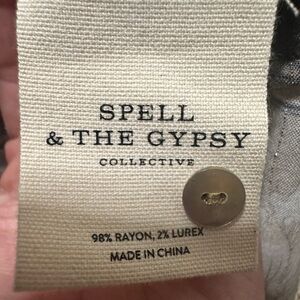 SPELL
& THE GYPSY
COLLECTIVE
98% RAYON, 2% LUREX
MADE IN CHINA